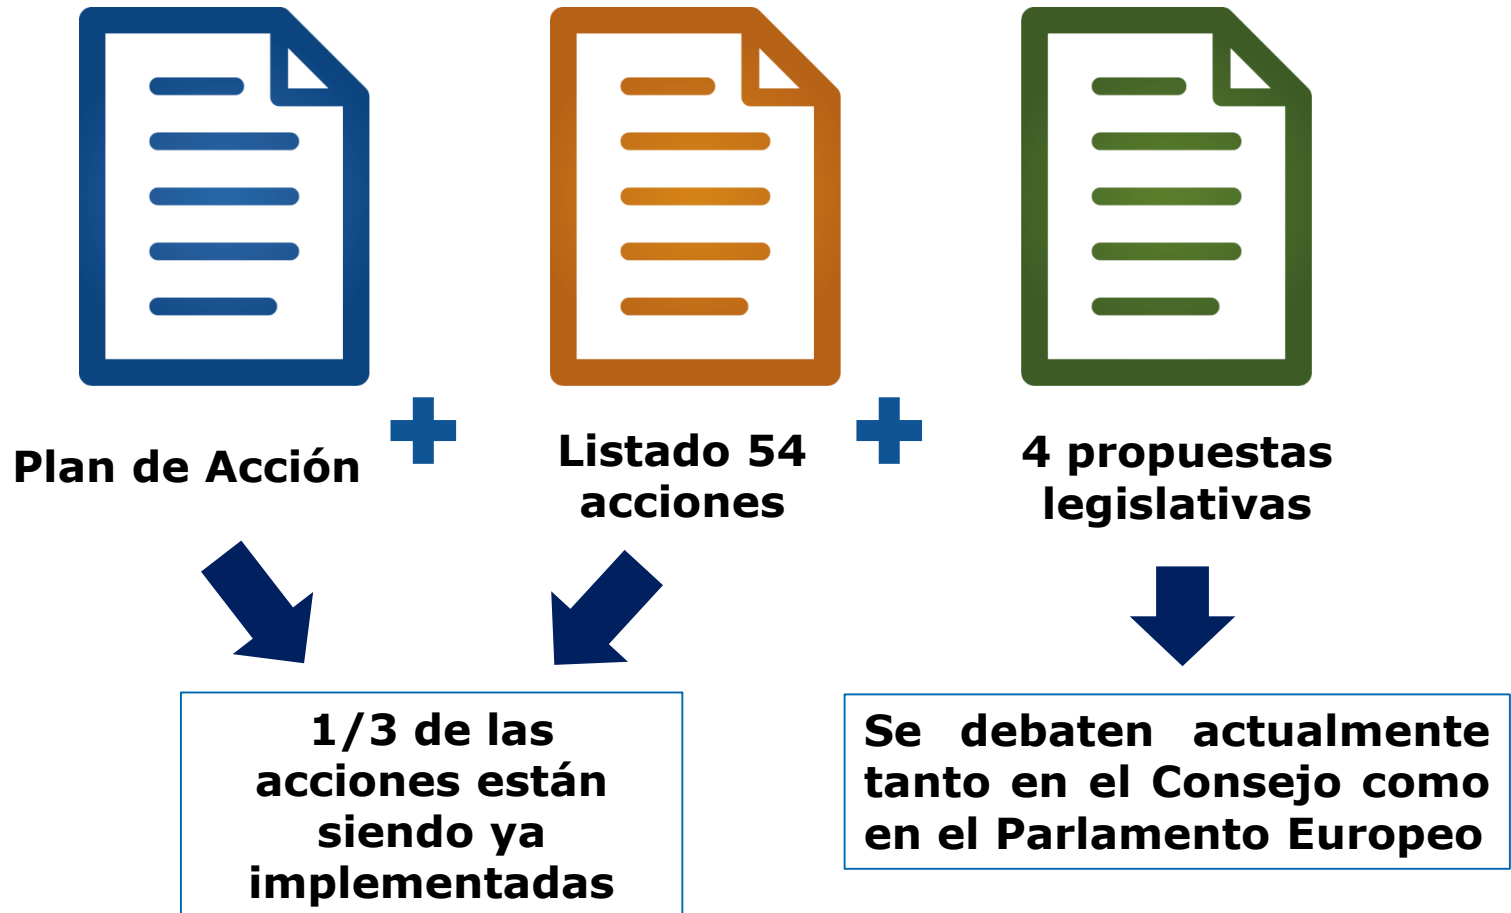 Plan de Acción
Listado 54
acciones
4 propuestas
legislativas
1/3 de las
acciones están
siendo ya
implementadas
Se debaten actualmente
tanto en el Consejo como
en el Parlamento Europeo